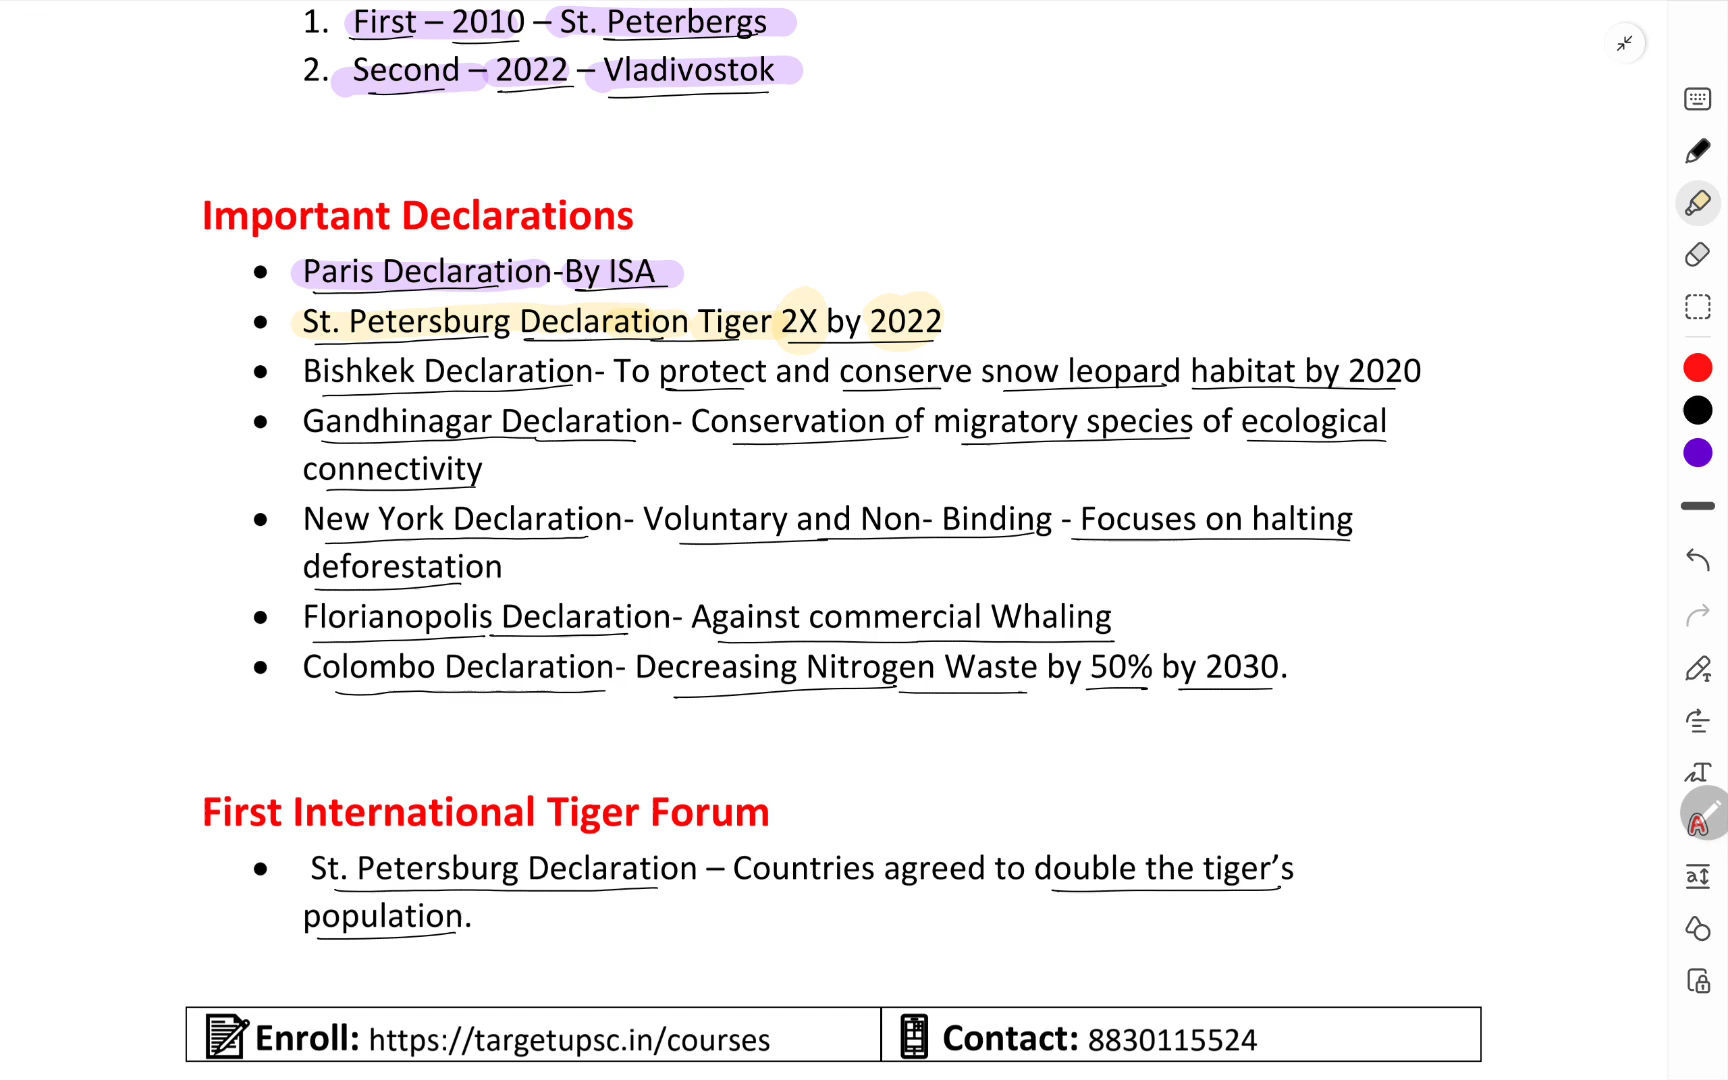 1. First – 2010 – St. Peterbergs
2. Second – 2022 – Vladivostok
Important Declarations
• Paris Declaration-By ISA
• St. Petersburg Declaration Tiger 2X by 2022
• Bishkek Declaration- To protect and conserve snow leopard habitat by 2020
• Gandhinagar Declaration- Conservation of migratory species of ecological
connectivity
• New York Declaration- Voluntary and Non- Binding - Focuses on halting
deforestation
• Florianopolis Declaration- Against commercial Whaling
• Colombo Declaration- Decreasing Nitrogen Waste by 50% by 2030.
First International Tiger Forum
• St. Petersburg Declaration – Countries agreed to double the tiger’s
population.
Enroll: https://targetupsc.in/courses
Contact: 8830115524